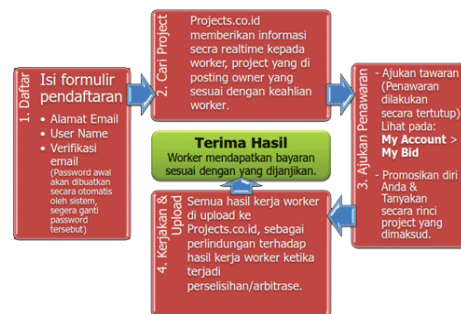 1. Daftar
Isi formulir
pendaftaran
- Alamat Email
- User Name
- Verifikasi
email
(Password awal
akan dibuatkan
secara otomatis
oleh sistem,
segera ganti
password
tersebut)
2. Cari Project
Projects.co.id
memberikan informasi
secra realtime kepada
worker, project yang di
posting owner yang
sesuai dengan keahlian
worker.
3. Ajukan Penawaran
- Ajukan tawaran
(Penawaran
dilakukan
secara tertutup)
Lihat pada:
My Account >
My Bid
- Promosikan diri
Anda &
Tanyakan
secara rinci
project yang
dimaksud.
4. Kerjakan &
Upload
Semua hasil kerja worker
di upload ke
Projects.co.id, sebagai
perlindungan terhadap
hasil kerja worker ketika
terjadi
perselisihan/arbitrase.
Terima Hasil
Worker mendapatkan bayaran
sesuai dengan yang dijanjikan.